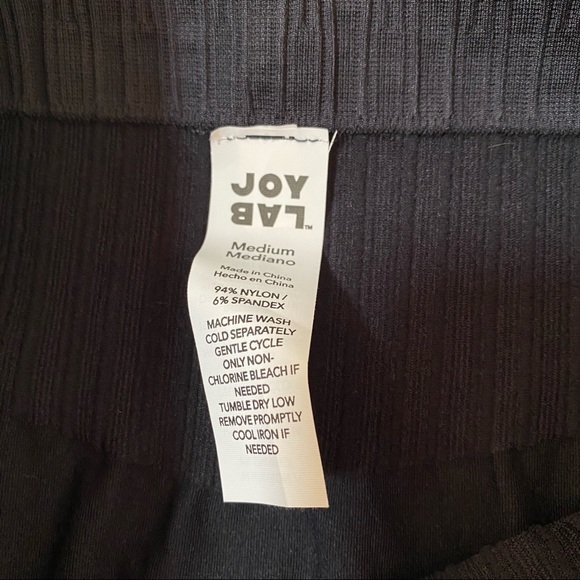 JOY
LAB™
Medium
Mediano
Made in China
Hecho en China
94% NYLON /
6% SPANDEX
MACHINE WASH
COLD SEPARATELY
GENTLE CYCLE
ONLY NON-
CHLORINE BLEACH IF
NEEDED
TUMBLE DRY LOW
REMOVE PROMPTLY
COOL IRON IF
NEEDED